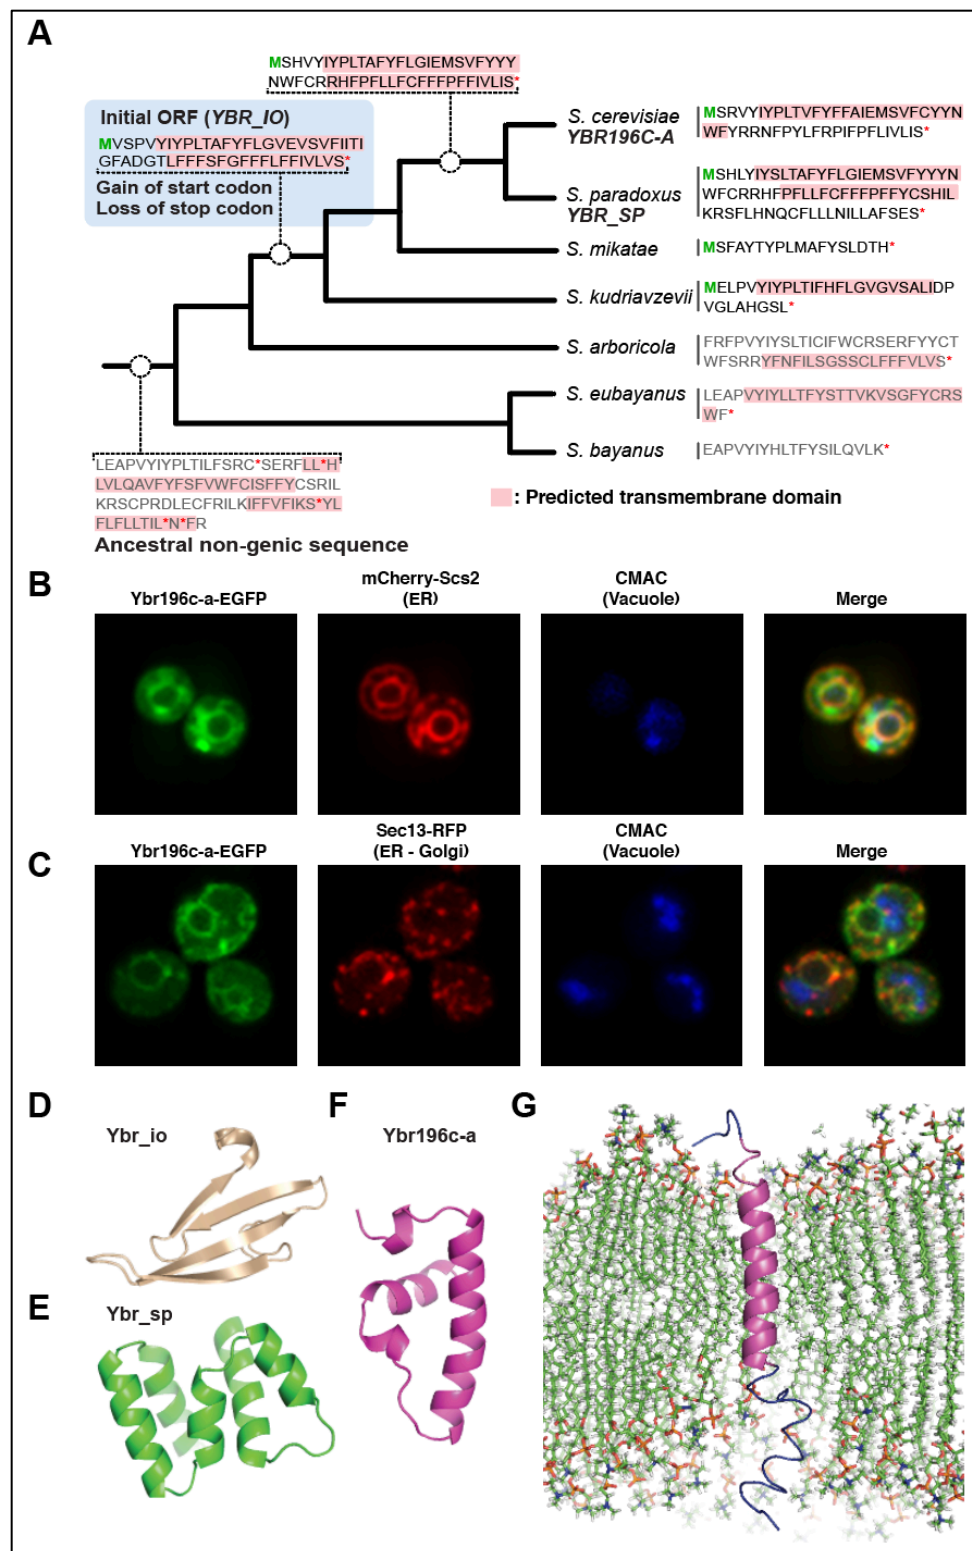 A
MSHVYIYPLTAFYFLGIEMSVFYYY
NWFCRRHFPFLLFCFFFPFFIVLIS*
Initial ORF (YBR_IO)
MVSPVYIYPLTAFYFLGVEVSVFIITI
GFADGTLFFFSFGFFFLFFIVLVS*
Gain of start codon
Loss of stop codon
S. cerevisiae
YBR196C-A
MSRVYIYPLTVFYFFAIEMSVFCYYN
WFYRRNFPYLFRPIFPFLIVLIS*
S. paradoxus
YBR_SP
MSHLYIYSLTAFYFLGIEMSVFYYYN
WFCRRHFPFLLFCFFFPFFYCSHIL
KRSFLHNQCFLLLNILLAFSES*
S. mikatae
MSFAYTYPLMAFYSLDTH*
S. kudriavzevii
MELPVYIYPLTIFHFLGVGVSALIDP
VGLAHGSL*
S. arboricola
FRFPVYIYSLTICIFWCRSERFYYCT
WFSRRYFNFILSGSSCLFFFVLVS*
S. eubayanus
LEAPVYIYLLTFYSTTVKVSGFYCRS
WF*
S. bayanus
EAPVYIYHLTFYSILQVLK*
LEAPVYIYPLTILFSRC*SERFLL*H
LVLQAVFYFSFVWFCISFFYCSRIL
KRSCPRDLECFRILKIFFVFIKS*YL
FLFLLTIL*N*FR
Ancestral non-genic sequence
: Predicted transmembrane domain
B
Ybr196c-a-EGFP
mCherry-Scs2
(ER)
CMAC
(Vacuole)
Merge
C
Ybr196c-a-EGFP
Sec13-RFP
(ER - Golgi)
CMAC
(Vacuole)
Merge
D
Ybr_io
E
Ybr_sp
F
Ybr196c-a
G